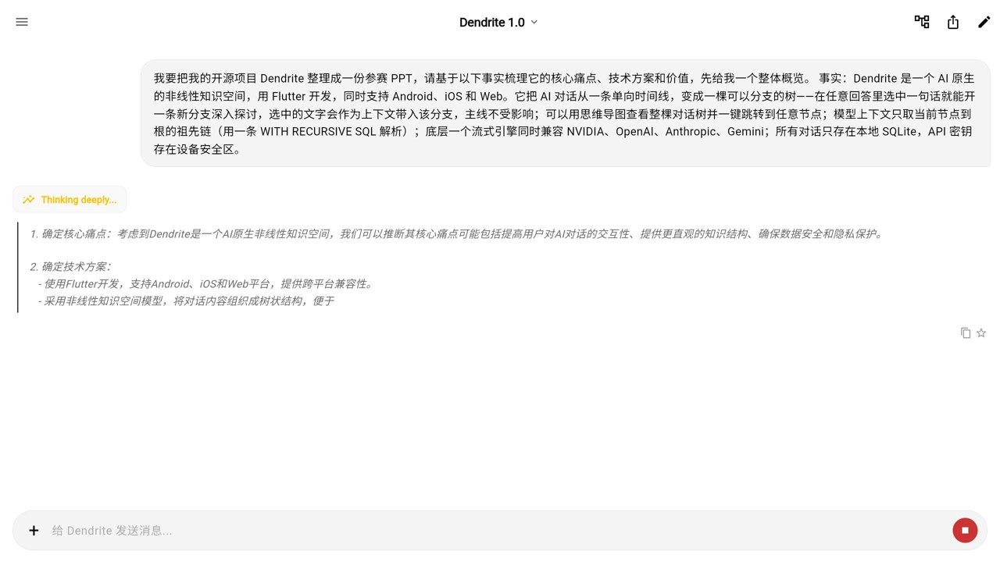 Dendrite 1.0
我要把我的开源项目 Dendrite 整理成一份参赛 PPT，请基于以下事实梳理它的核心痛点、技术方案和价值，先给我一个整体概览。 事实：Dendrite 是一个 AI 原生
的非线性知识空间，用 Flutter 开发，同时支持 Android、iOS 和 Web。它把 AI 对话从一条单向时间线，变成一棵可以分支的树——在任意回答里选中一句话就能开
一条新分支深入探讨，选中的文字会作为上下文带入该分支，主线不受影响；可以用思维导图查看整棵对话树并一键跳转到任意节点；模型上下文只取当前节点到
根的祖先链（用一条 WITH RECURSIVE SQL 解析）；底层一个流式引擎同时兼容 NVIDIA、OpenAI、Anthropic、Gemini；所有对话只存在本地 SQLite，API 密钥
存在设备安全区。
Thinking deeply...
1. 确定核心痛点：考虑到Dendrite是一个AI原生非线性知识空间，我们可以推断其核心痛点可能包括提高用户对AI对话的交互性、提供更直观的知识结构、确保数据安全和隐私保护。
2. 确定技术方案：
- 使用Flutter开发，支持Android、iOS和Web平台，提供跨平台兼容性。
- 采用非线性知识空间模型，将对话内容组织成树状结构，便于
给 Dendrite 发送消息...